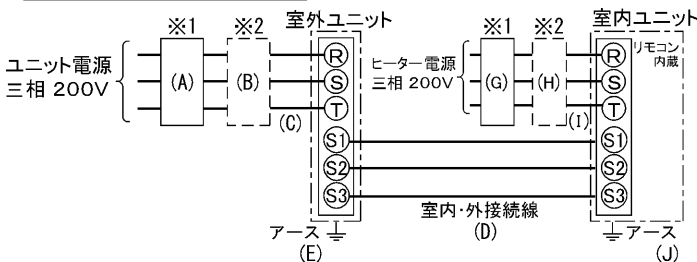 室外ユニット
室内ユニット
※1 ※2
※1 ※2
ユニット電源
三相 200V
(A) (B) (C)
R
S
T
S1
S2
S3
ヒーター電源
三相 200V
(G) (H) (I)
R
S
T
S1
S2
S3
リモコン
内蔵
室内・外接続線
(D)
アース
(E)
アース
(J)